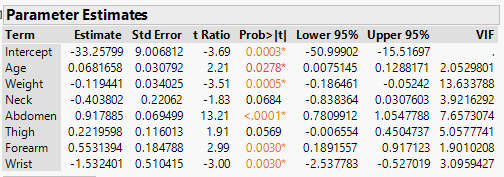 Parameter Estimates
Term Estimate Std Error t Ratio Prob>|t| Lower 95% Upper 95% VIF
Intercept -33.25799 9.006812 -3.69 0.0003* -50.99902 -15.51697 .
Age 0.0681658 0.030792 2.21 0.0278* 0.0075145 0.1288171 2.0529801
Weight -0.119441 0.034025 -3.51 0.0005* -0.186461 -0.05242 13.633788
Neck -0.403802 0.22062 -1.83 0.0684 -0.838364 0.0307603 3.9216292
Abdomen 0.917885 0.069499 13.21 <.0001* 0.7809912 1.0547788 7.6573074
Thigh 0.2219598 0.116013 1.91 0.0569 -0.006554 0.4504737 5.0577741
Forearm 0.5531394 0.184788 2.99 0.0030* 0.1891557 0.917123 1.9010208
Wrist -1.532401 0.510415 -3.00 0.0030* -2.537783 -0.527019 3.0959427